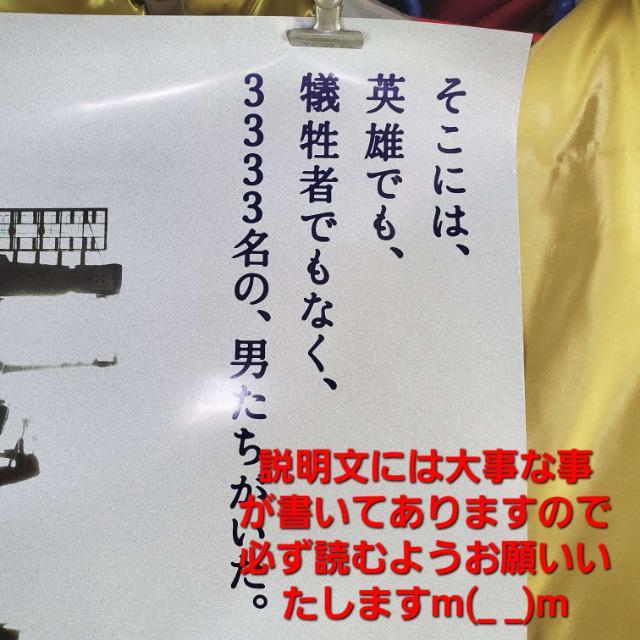 そこには、
英雄でも、
犠牲者でもなく、
3333名の、男たちがいた。
説明文には大事な事
が書いてありますので
必ず読むようお願いい
たしますm(_ _)m